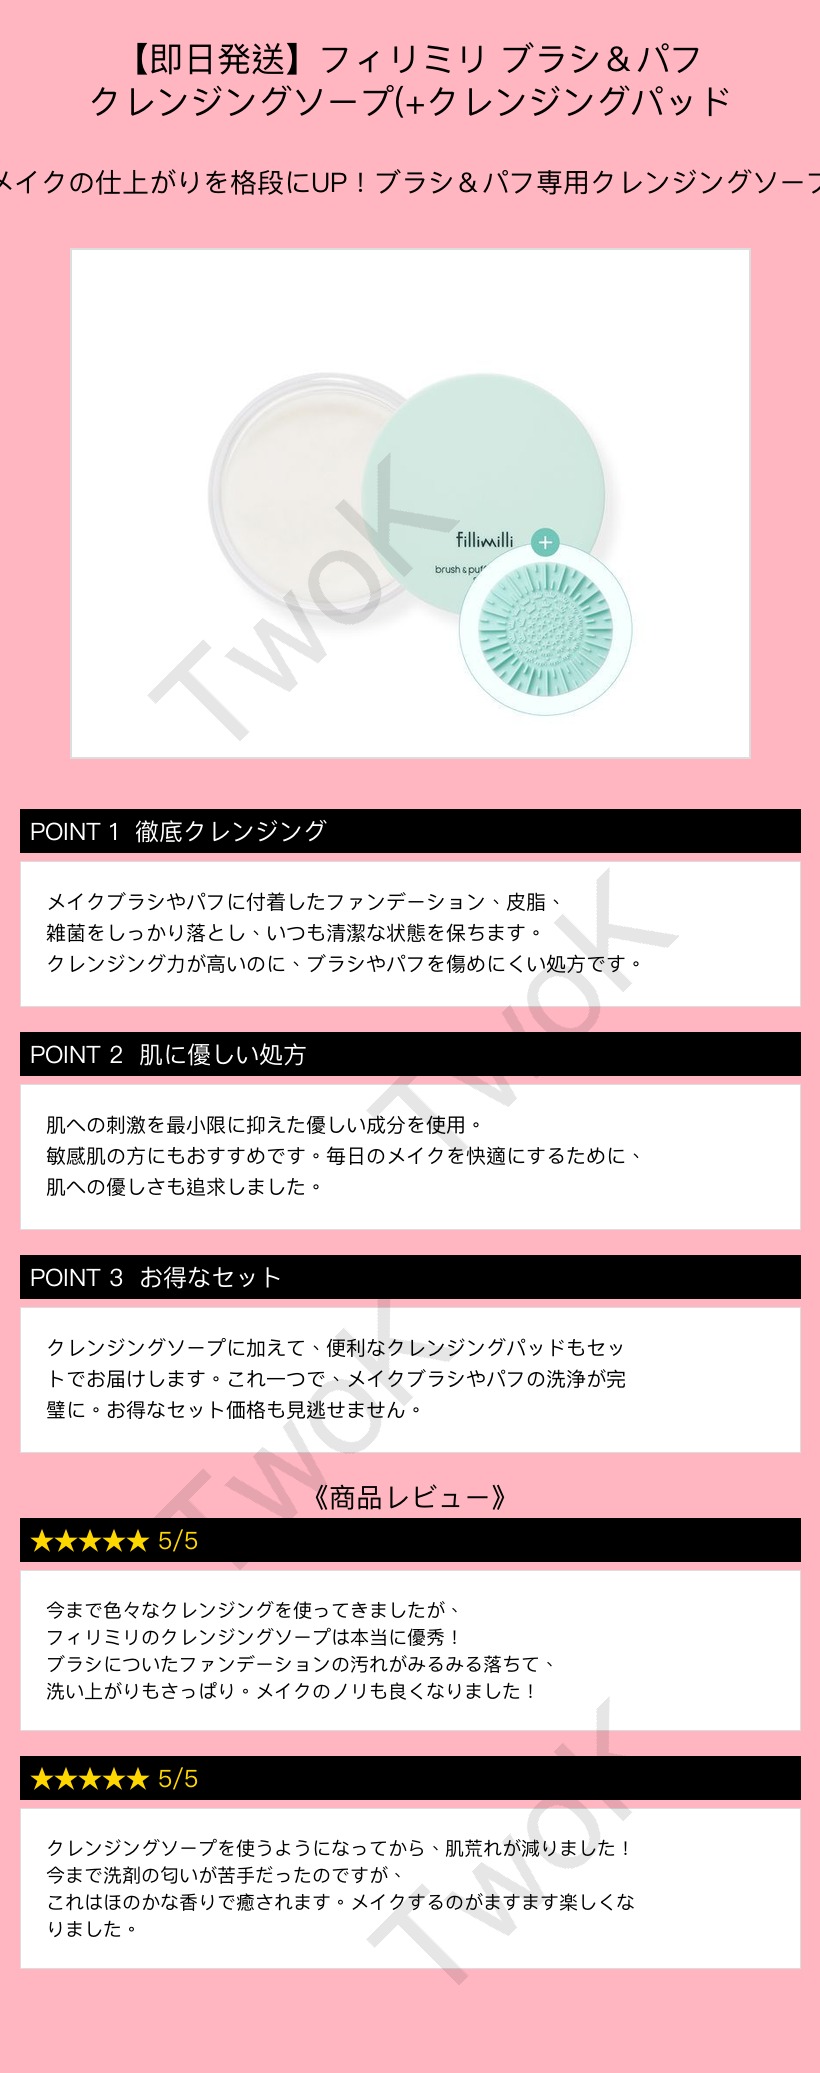 【即日発送】フィリミリ ブラシ＆パフ
クレンジングソープ(+クレンジングパッド
メイクの仕上がりを格段にUP！ブラシ＆パフ専用クレンジングソープ
fillimilli
+
brush & puff
TwoK
POINT 1 徹底クレンジング
メイクブラシやパフに付着したファンデーション、皮脂、
雑菌をしっかり落とし、いつも清潔な状態を保ちます。
クレンジング力が高いのに、ブラシやパフを傷めにくい処方です。
TwoK
POINT 2 肌に優しい処方
肌への刺激を最小限に抑えた優しい成分を使用。
敏感肌の方にもおすすめです。毎日のメイクを快適にするために、
肌への優しさも追求しました。
POINT 3 お得なセット
クレンジングソープに加えて、便利なクレンジングパッドもセッ
トでお届けします。これ一つで、メイクブラシやパフの洗浄が完
璧に。お得なセット価格も見逃せません。
TwoK
《商品レビュー》
★★★★★ 5/5
今まで色々なクレンジングを使ってきましたが、
フィリミリのクレンジングソープは本当に優秀！
ブラシについたファンデーションの汚れがみるみる落ちて、
洗い上がりもさっぱり。メイクのノリも良くなりました！
★★★★★ 5/5
クレンジングソープを使うようになってから、肌荒れが減りました！
今まで洗剤の匂いが苦手だったのですが、
これはほのかな香りで癒されます。メイクするのがますます楽しくな
りました。
TwoK